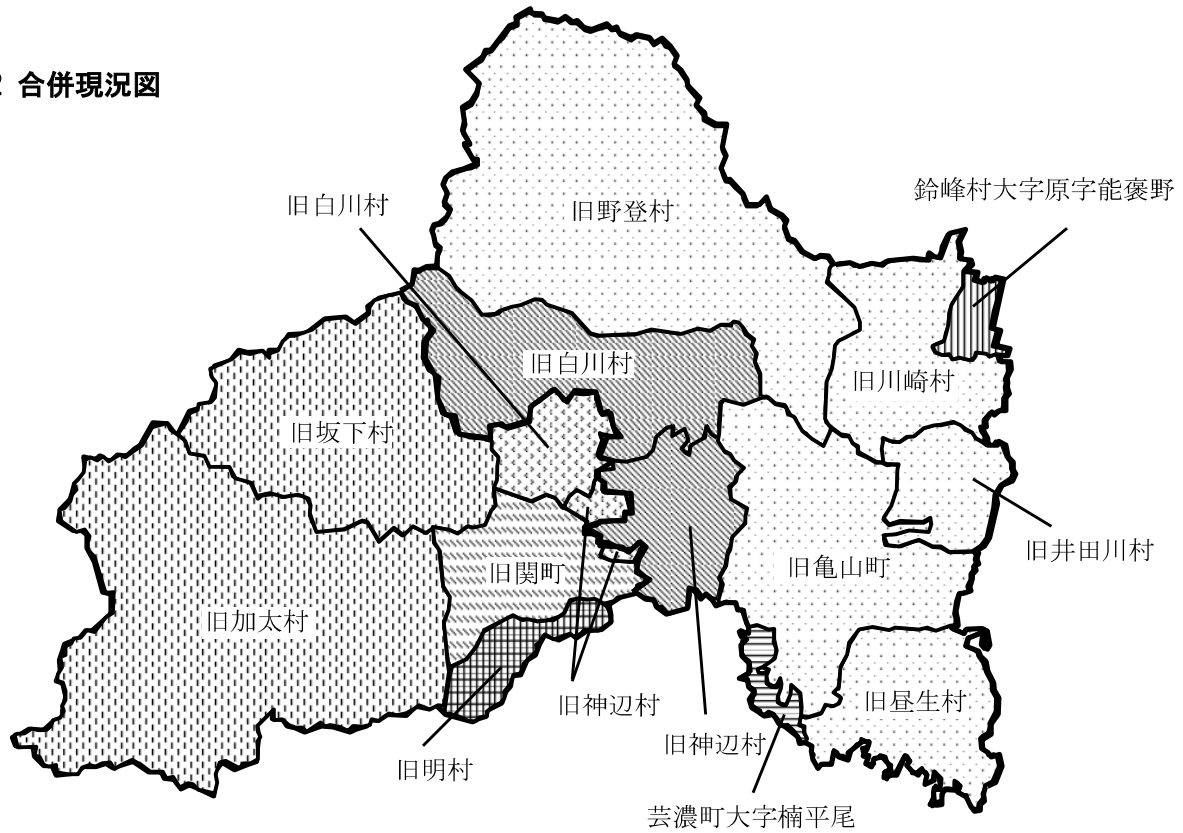 合併現況図
鈴峰村大字原字能褒野
旧白川村
旧野登村
旧白川村
旧川崎村
旧坂下村
旧井田川村
旧関町
旧亀山町
旧加太村
旧昼生村
旧神辺村
旧神辺村
旧明村
芸濃町大字楠平尾